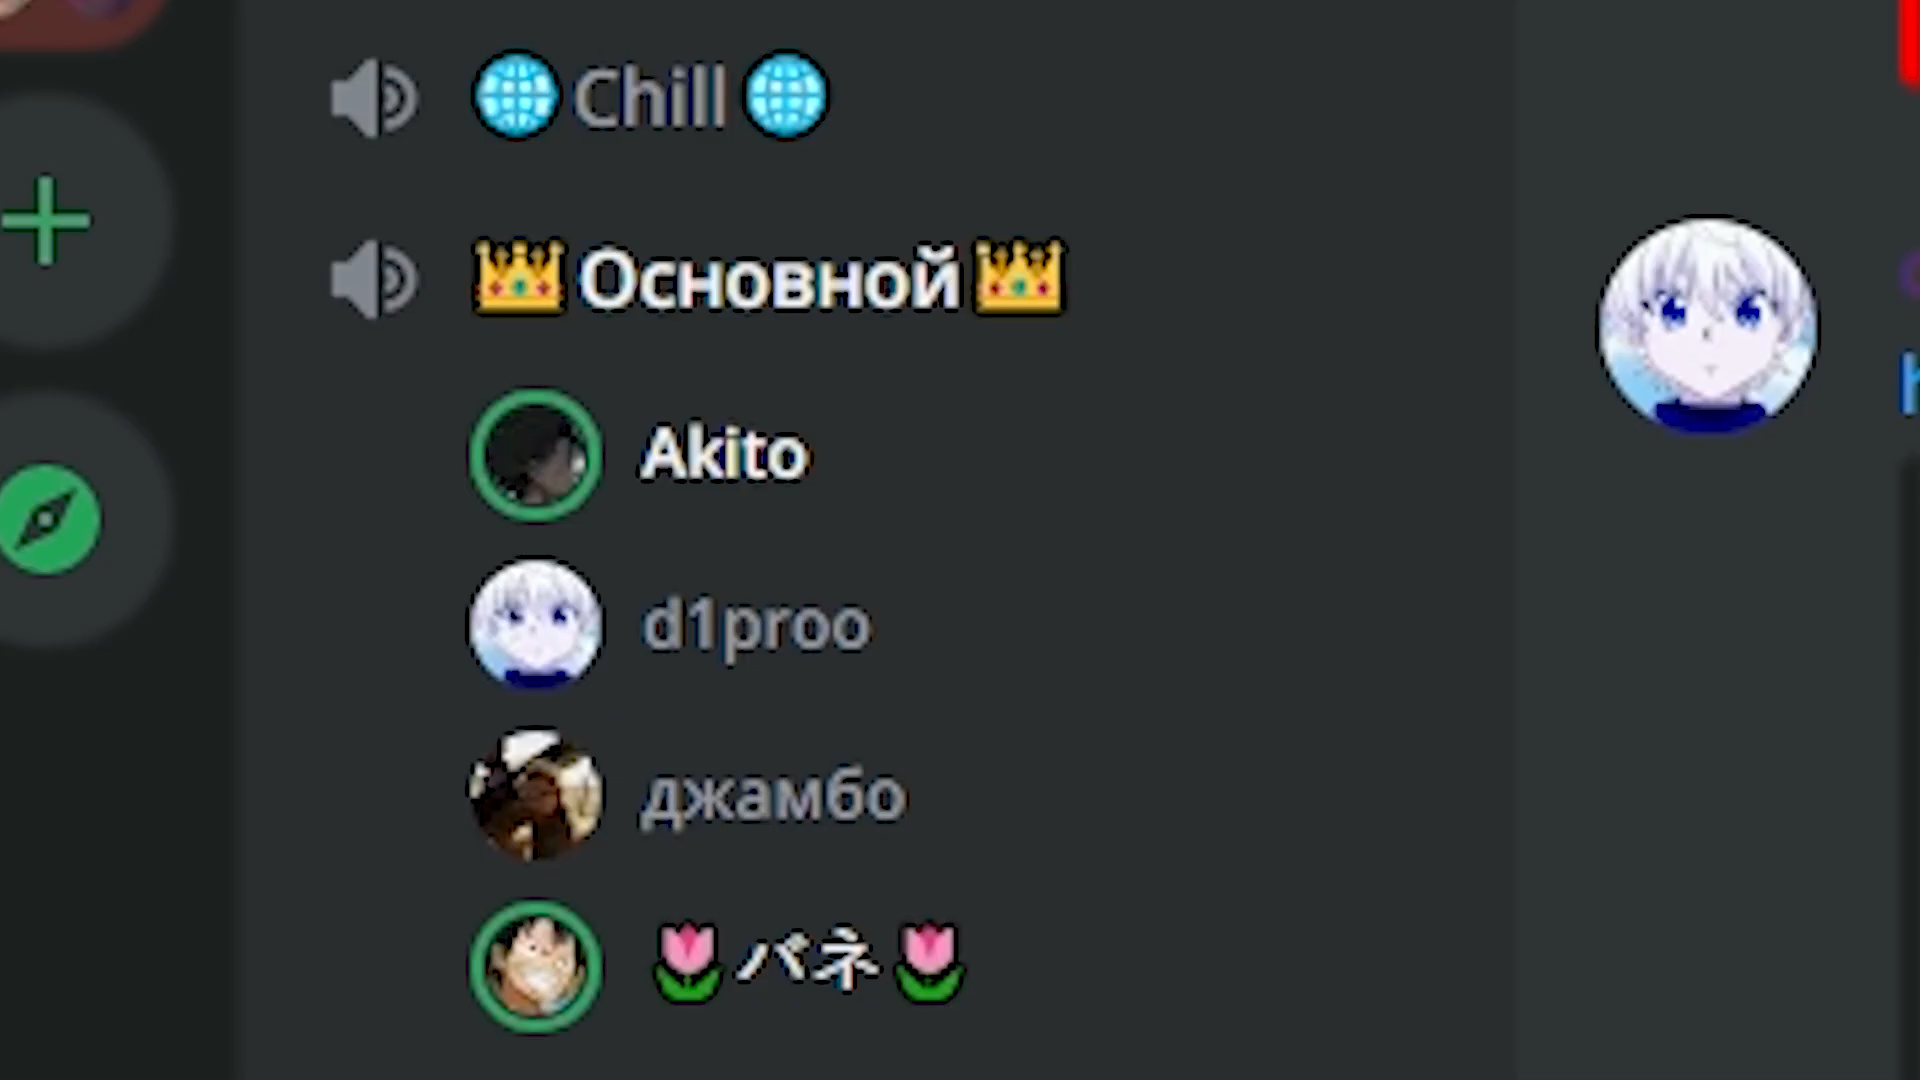 🌐Chill🌐
👑Основной👑
Akito
d1proo
джамбо
🌷バネ🌷